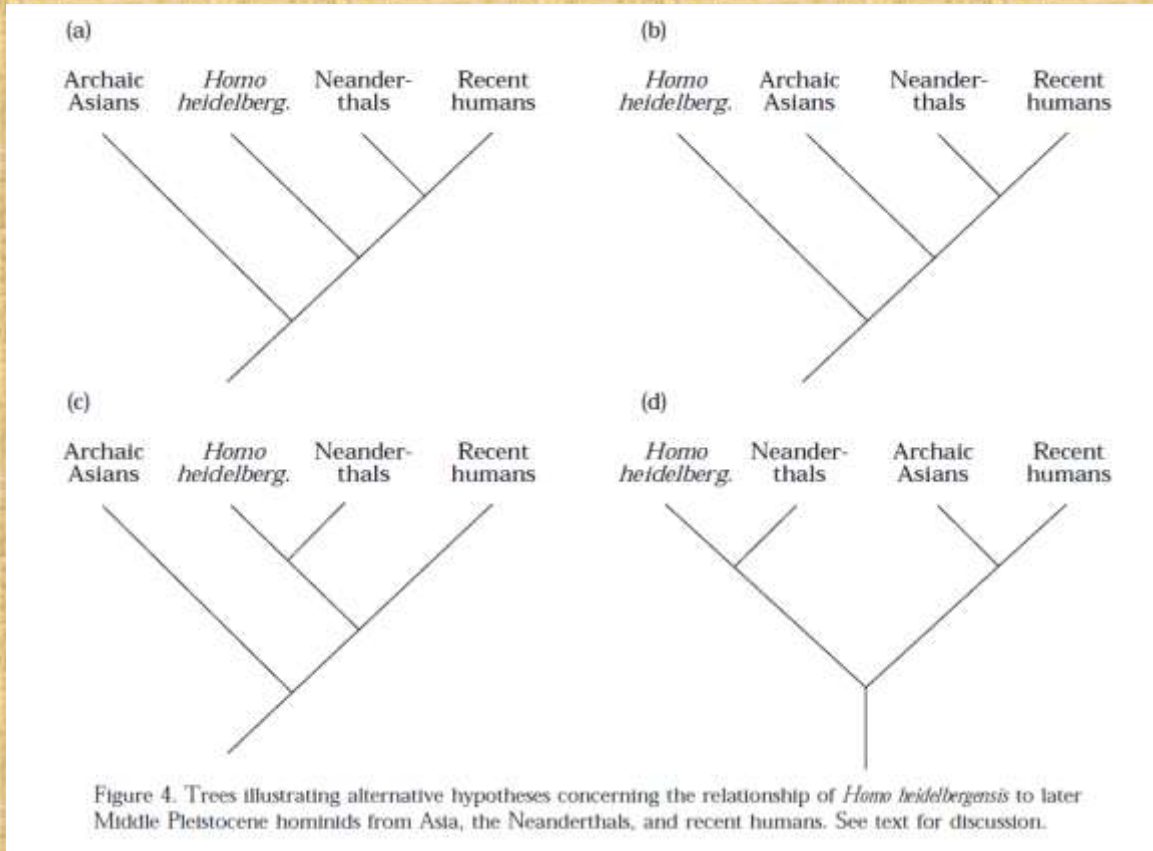 (a)
Archaic Asians
Homo heidelberg.
Neander-
thals
Recent humans
(b)
Homo heidelberg.
Archaic Asians
Neander-
thals
Recent humans
(c)
Archaic Asians
Homo heidelberg.
Neander-
thals
Recent humans
(d)
Homo heidelberg.
Neander-
thals
Archaic Asians
Recent humans
Figure 4. Trees illustrating alternative hypotheses concerning the relationship of Homo heidelbergensis to later
Middle Pleistocene hominids from Asia, the Neanderthals, and recent humans. See text for discussion.